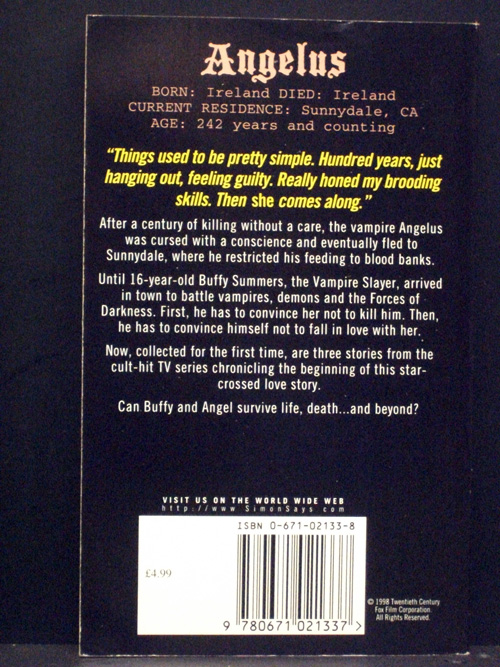 Angelus
BORN: Ireland DIED: Ireland
CURRENT RESIDENCE: Sunnydale, CA
AGE: 242 years and counting
"Things used to be pretty simple. Hundred years, just
hanging out, feeling guilty. Really honed my brooding
skills. Then she comes along."
After a century of killing without a care, the vampire Angelus
was cursed with a conscience and eventually fled to
Sunnydale, where he restricted his feeding to blood banks.
Until 16-year-old Buffy Summers, the Vampire Slayer, arrived
in town to battle vampires, demons and the Forces of
Darkness. First, he has to convince her not to kill him. Then,
he has to convince himself not to fall in love with her.
Now, collected for the first time, are three stories from the
cult-hit TV series chronicling the beginning of this star-
crossed love story.
Can Buffy and Angel survive life, death...and beyond?
VISIT US ON THE WORLD WIDE WEB
http://www SimonSays com
ISBN 0-671-02133-8
£4.99
9 780671 021337 >
© 1998 Twentieth Century
Fox Film Corporation.
All Rights Reserved.